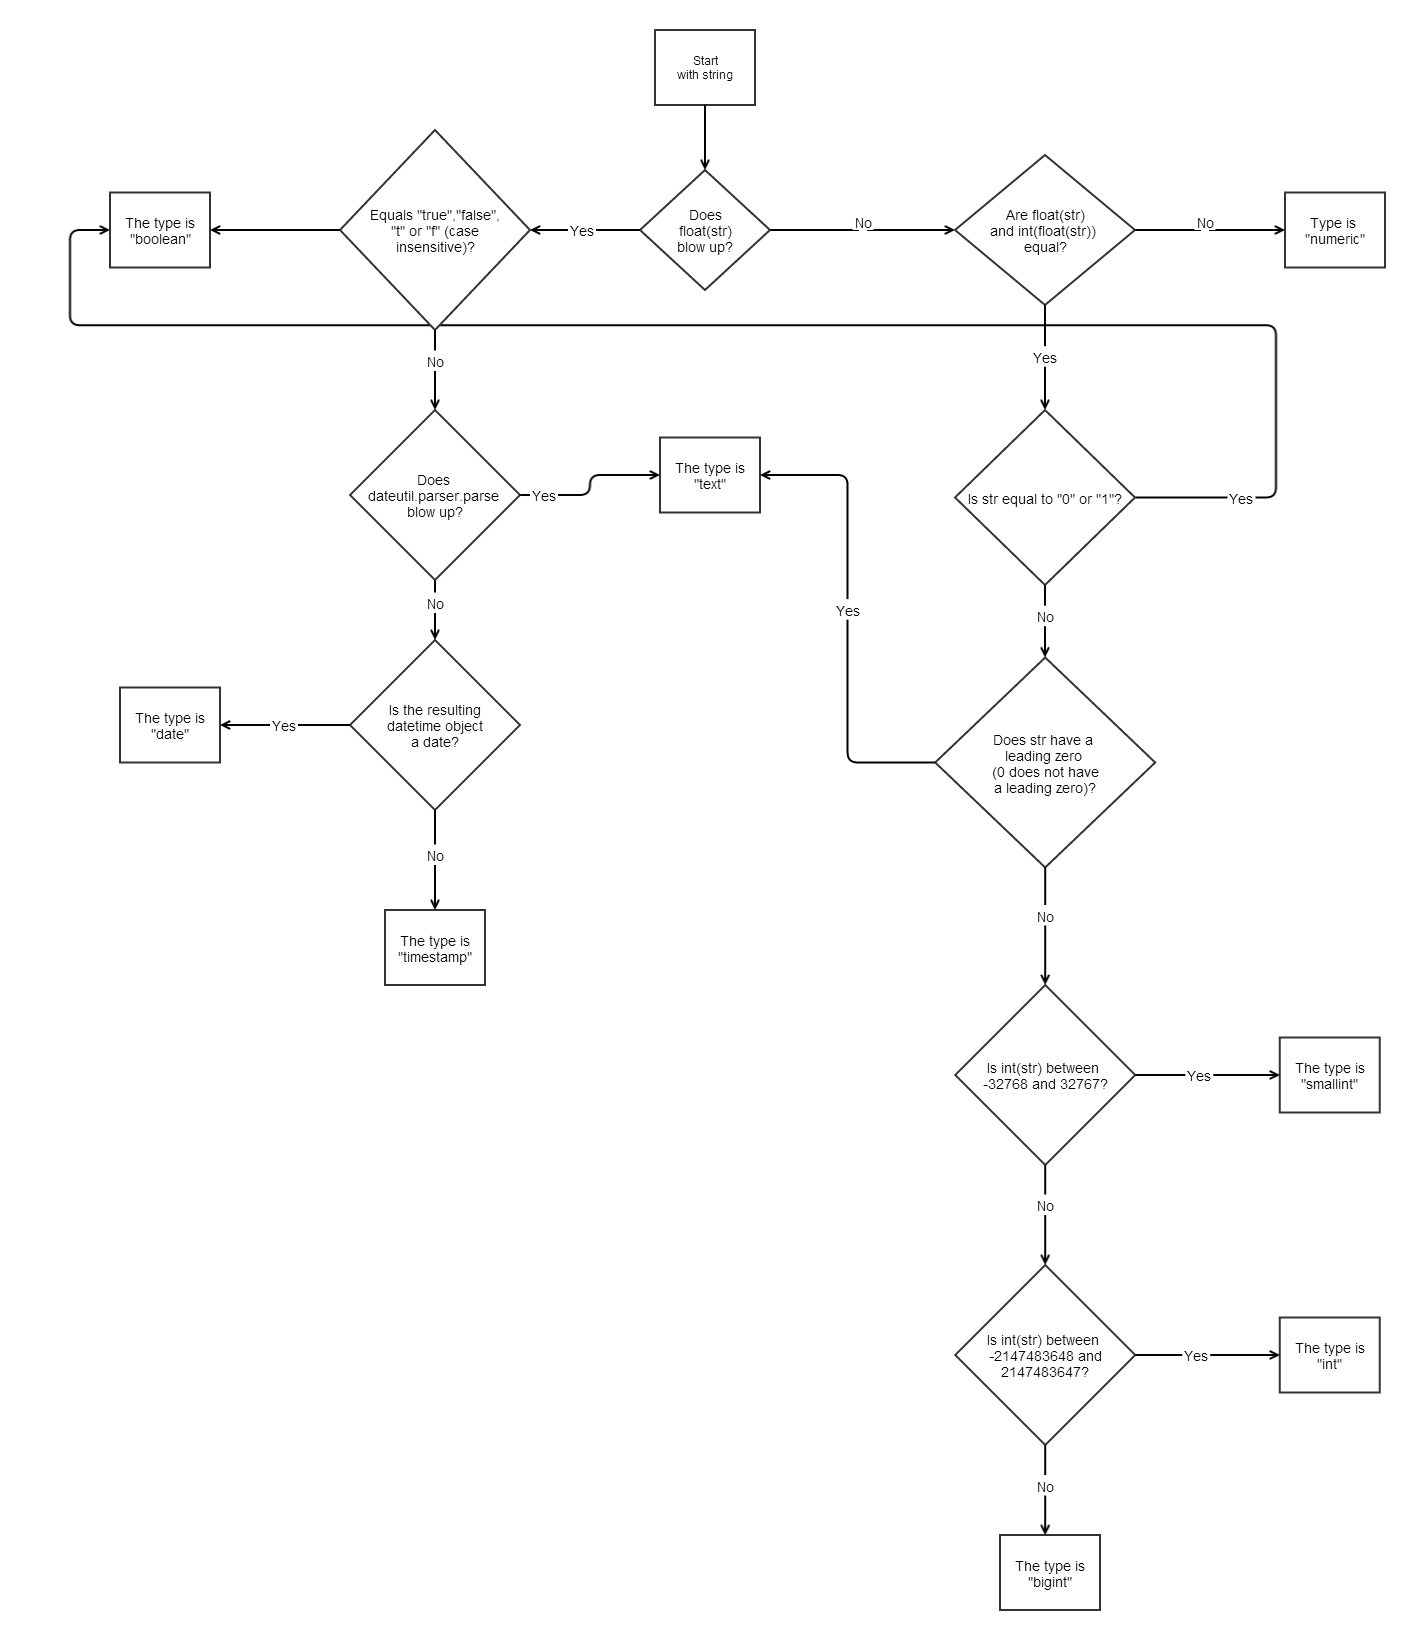 Start
with string
The type is
"boolean"
Equals "true","false",
"t" or "f" (case
insensitive)?
Yes
Does
float(str)
blow up?
No
Are float(str)
and int(float(str))
equal?
No
Type is
"numeric"
No
Yes
Does
dateutil.parser.parse
blow up?
Yes
The type is
"text"
Is str equal to "0" or "1"?
Yes
No
Yes
No
The type is
"date"
Yes
Is the resulting
datetime object
a date?
Does str have a
leading zero
(0 does not have
a leading zero)?
No
No
The type is
"timestamp"
Is int(str) between
-32768 and 32767?
Yes
The type is
"smallint"
No
Is int(str) between
-2147483648 and
2147483647?
Yes
The type is
"int"
No
The type is
"bigint"